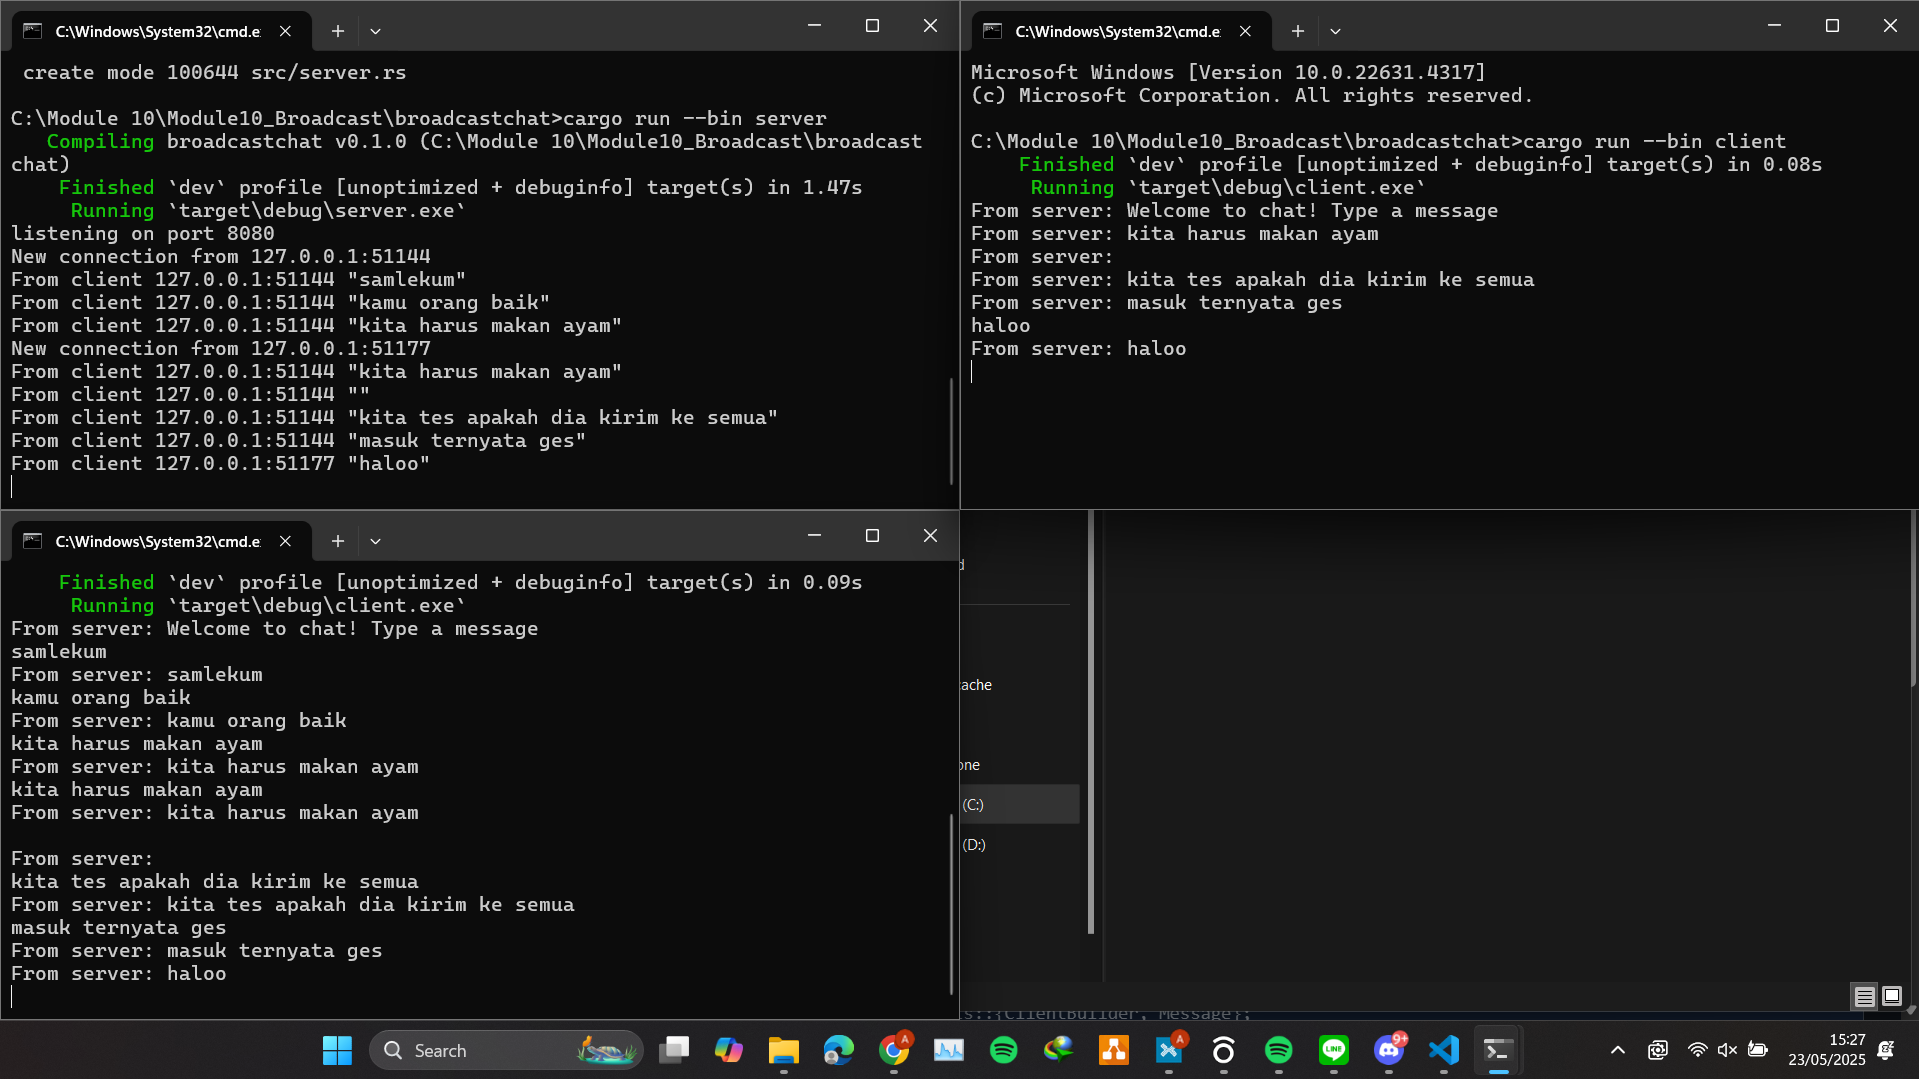 C:\Windows\System32\cmd.e
create mode 100644 src/server.rs
C:\Module 10\Module10_Broadcast\broadcastchat>cargo run --bin server
Compiling broadcastchat v0.1.0 (C:\Module 10\Module10_Broadcast\broadcast
chat)
Finished `dev` profile [unoptimized + debuginfo] target(s) in 1.47s
Running `target\debug\server.exe`
listening on port 8080
New connection from 127.0.0.1:51144
From client 127.0.0.1:51144 "samlekum"
From client 127.0.0.1:51144 "kamu orang baik"
From client 127.0.0.1:51144 "kita harus makan ayam"
New connection from 127.0.0.1:51177
From client 127.0.0.1:51144 "kita harus makan ayam"
From client 127.0.0.1:51144 ""
From client 127.0.0.1:51144 "kita tes apakah dia kirim ke semua"
From client 127.0.0.1:51144 "masuk ternyata ges"
From client 127.0.0.1:51177 "haloo"
C:\Windows\System32\cmd.e
Microsoft Windows [Version 10.0.22631.4317]
(c) Microsoft Corporation. All rights reserved.
C:\Module 10\Module10_Broadcast\broadcastchat>cargo run --bin client
Finished `dev` profile [unoptimized + debuginfo] target(s) in 0.08s
Running `target\debug\client.exe`
From server: Welcome to chat! Type a message
From server: kita harus makan ayam
From server:
From server: kita tes apakah dia kirim ke semua
From server: masuk ternyata ges
haloo
From server: haloo
C:\Windows\System32\cmd.e
Finished `dev` profile [unoptimized + debuginfo] target(s) in 0.09s
Running `target\debug\client.exe`
From server: Welcome to chat! Type a message
samlekum
From server: samlekum
kamu orang baik
From server: kamu orang baik
kita harus makan ayam
From server: kita harus makan ayam
kita harus makan ayam
From server: kita harus makan ayam
From server:
kita tes apakah dia kirim ke semua
From server: kita tes apakah dia kirim ke semua
masuk ternyata ges
From server: masuk ternyata ges
From server: haloo
d
ache
one
(C:)
(D:)
s::{ClientBuilder, Message};
Search
A
A
LINE
9+
15:27
23/05/2025